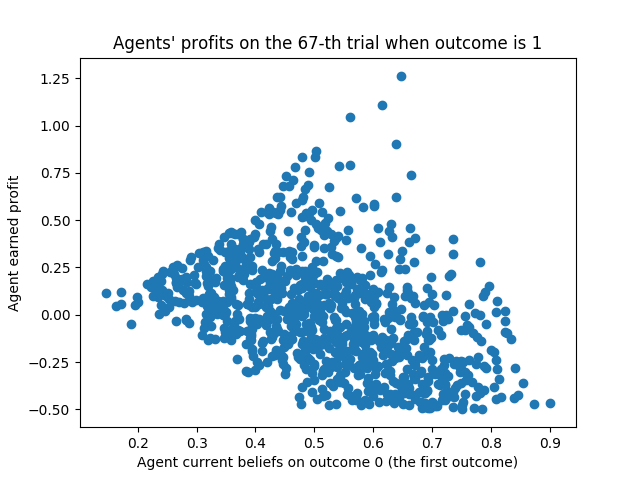 Agents' profits on the 67-th trial when outcome is 1
1.25
1.00
0.75
0.50
0.25
0.00
−0.25
−0.50
Agent earned profit
0.2 0.3 0.4 0.5 0.6 0.7 0.8 0.9
Agent current beliefs on outcome 0 (the first outcome)